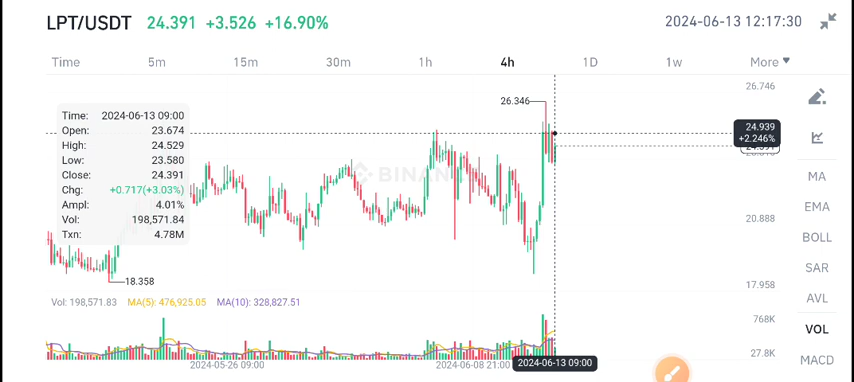 LPT/USDT 24.391 +3.526 +16.90% 2024-06-13 12:17:30
Time 5m 15m 30m 1h 4h 1D 1w More
26.746
26.346
Time: 2024-06-13 09:00
Open: 23.674
High: 24.529
Low: 23.580
Close: 24.391
Chg: +0.717(+3.03%)
Ampl: 4.01%
Vol: 198,571.84
Txn: 4.78M
24.939
+2.246%
BINAN
20.888
18.358
17.958
Vol: 198,571.83 MA(5): 476,925.05 MA(10): 328,827.51
768K
27.8K
2024-05-26 09:00 2024-06-08 21:00 2024-06-13 09:00
MA
EMA
BOLL
SAR
AVL
VOL
MACD